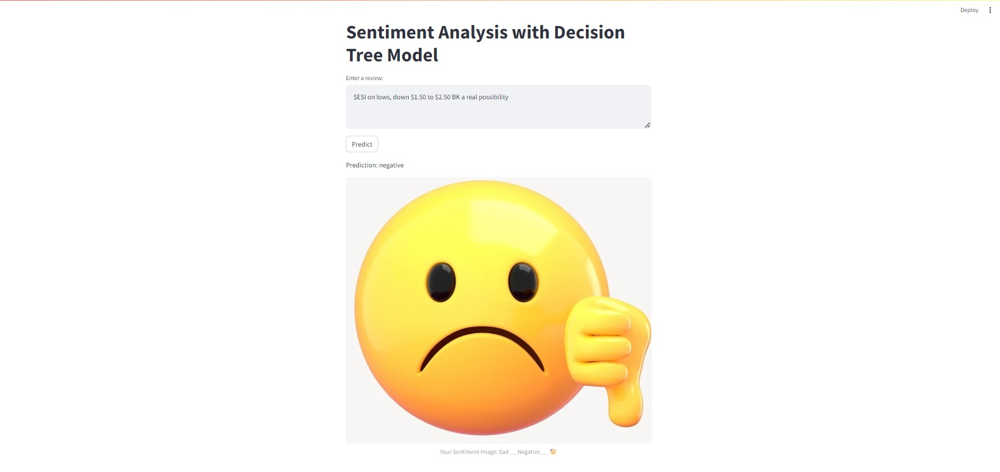 Deploy
Sentiment Analysis with Decision
Tree Model
Enter a review:
$ESI on lows, down $1.50 to $2.50 BK a real possibility
Predict
Prediction: negative
Your Sentiment Image: Sad___Negative___